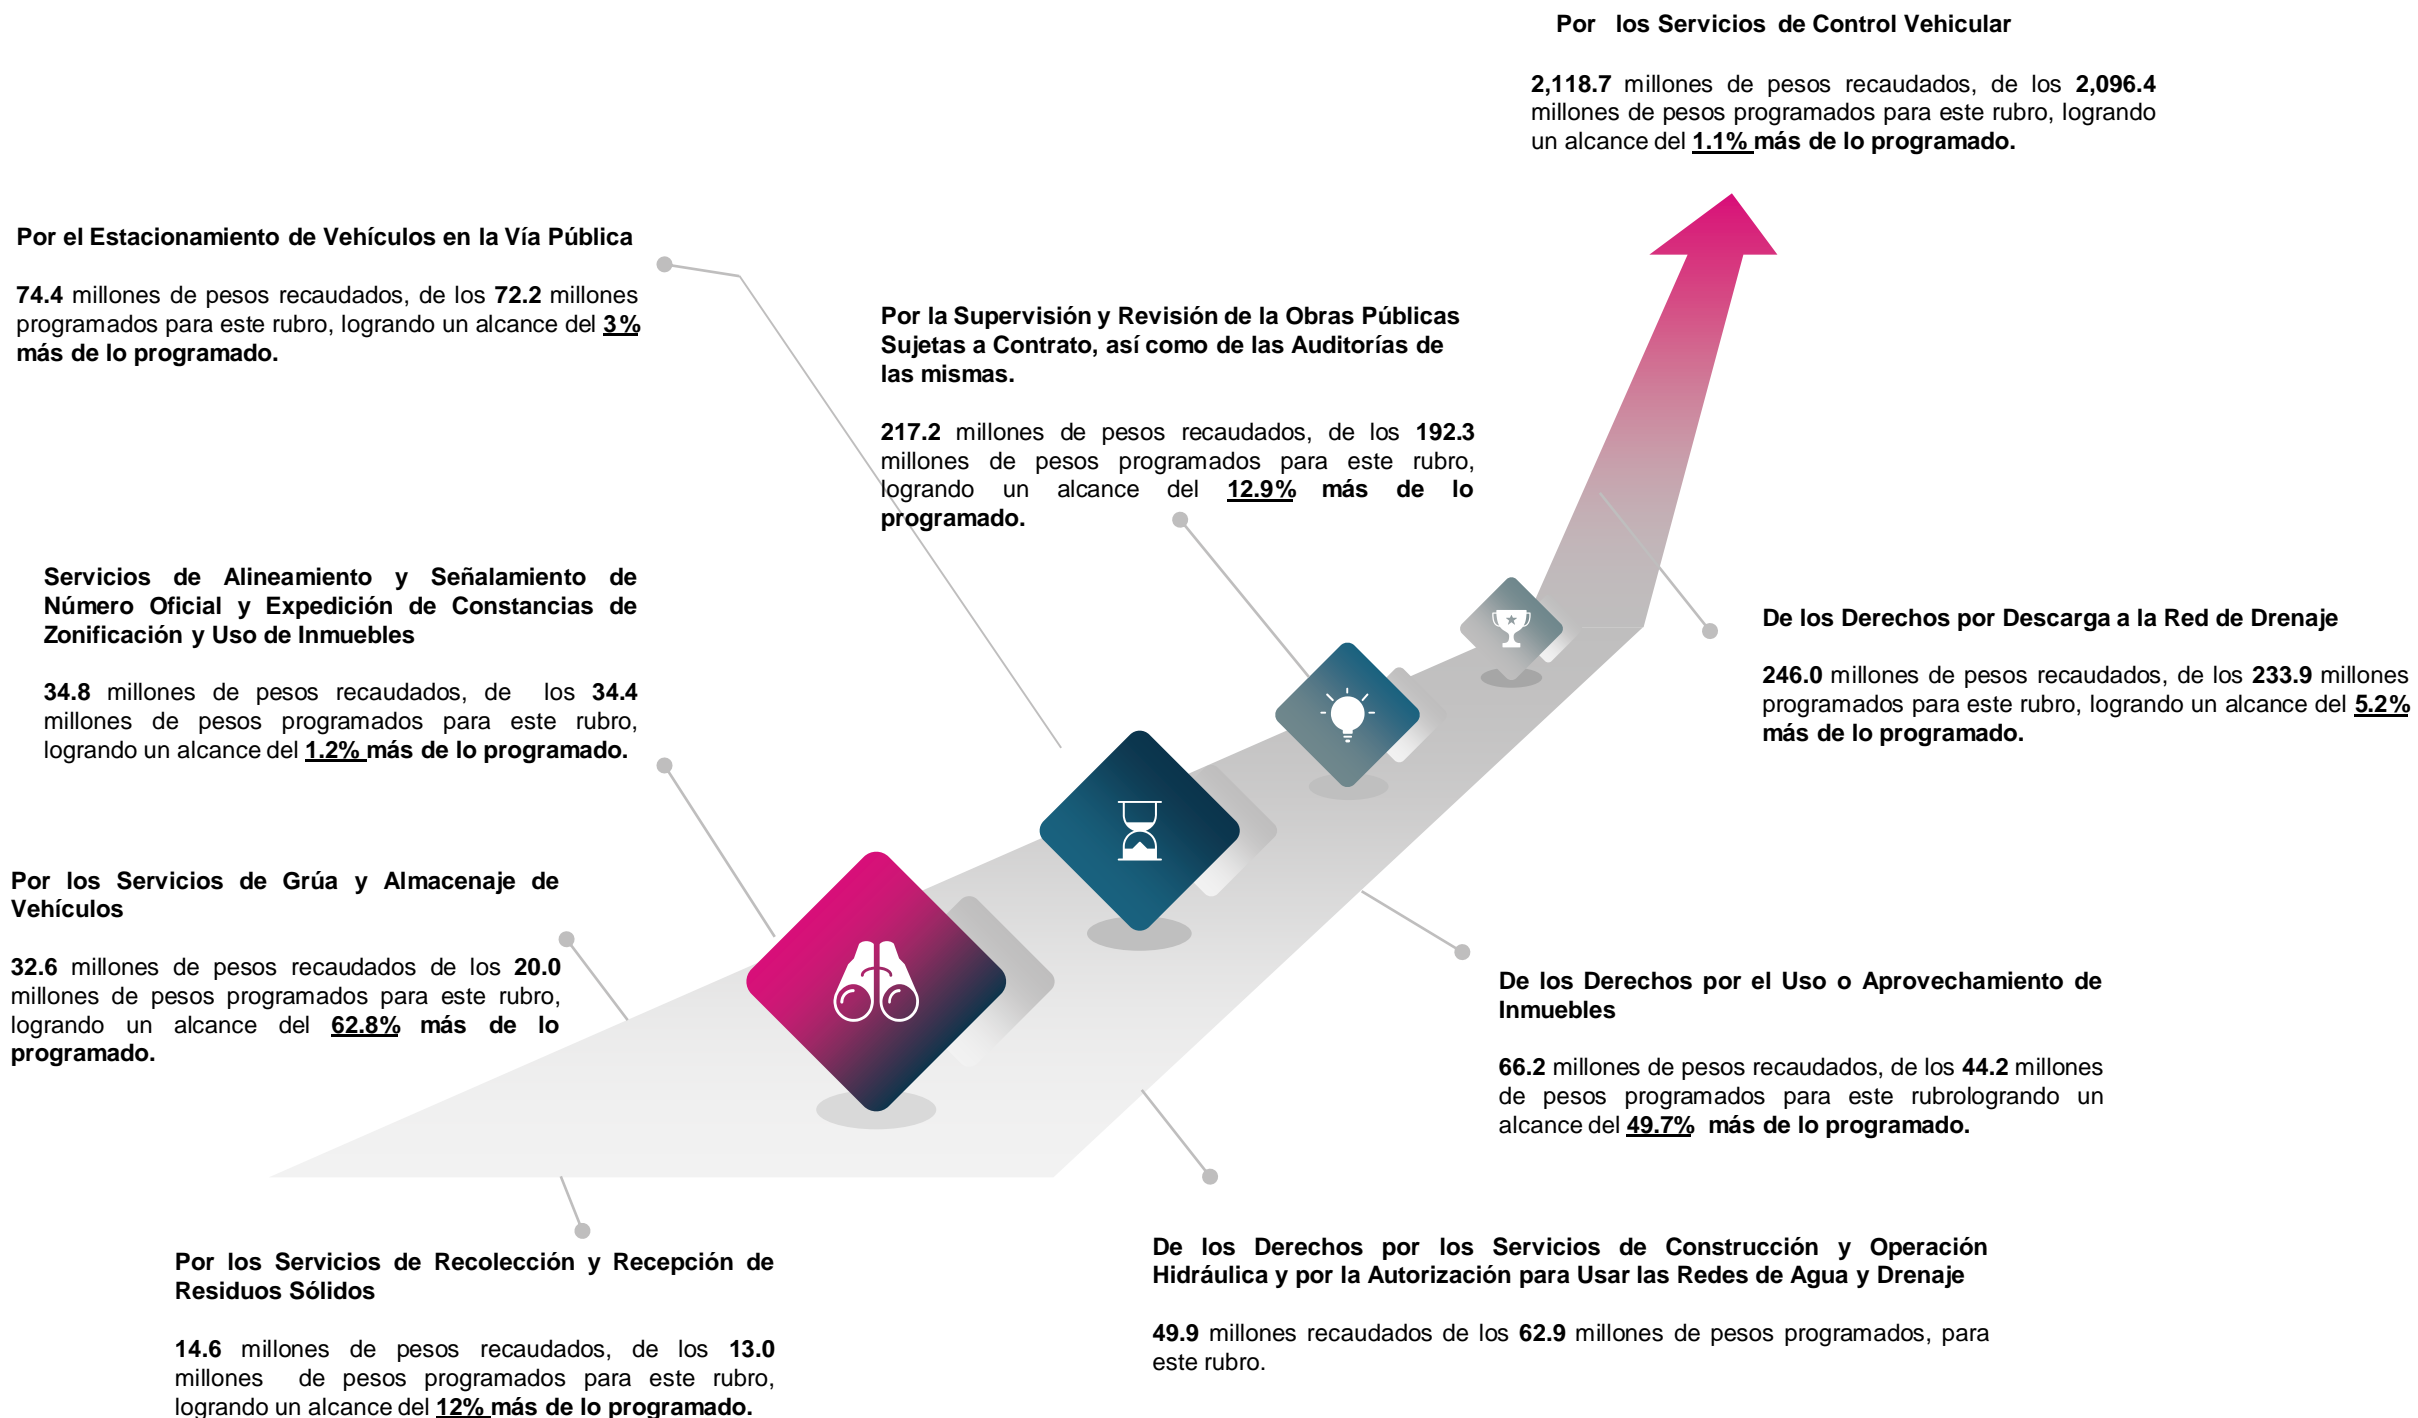 Por los Servicios de Control Vehicular
2,118.7 millones de pesos recaudados, de los 2,096.4
millones de pesos programados para este rubro, logrando
un alcance del 1.1% más de lo programado.
Por el Estacionamiento de Vehículos en la Vía Pública
74.4 millones de pesos recaudados, de los 72.2 millones
programados para este rubro, logrando un alcance del 3%
más de lo programado.
Por la Supervisión y Revisión de la Obras Públicas
Sujetas a Contrato, así como de las Auditorías de
las mismas.
217.2 millones de pesos recaudados, de los 192.3
millones de pesos programados para este rubro,
logrando un alcance del 12.9% más de lo
programado.
Servicios de Alineamiento y Señalamiento de
Número Oficial y Expedición de Constancias de
Zonificación y Uso de Inmuebles
34.8 millones de pesos recaudados, de los 34.4
millones de pesos programados para este rubro,
logrando un alcance del 1.2% más de lo programado.
De los Derechos por Descarga a la Red de Drenaje
246.0 millones de pesos recaudados, de los 233.9 millones
programados para este rubro, logrando un alcance del 5.2%
más de lo programado.
Por los Servicios de Grúa y Almacenaje de
Vehículos
32.6 millones de pesos recaudados de los 20.0
millones de pesos programados para este rubro,
logrando un alcance del 62.8% más de lo
programado.
De los Derechos por el Uso o Aprovechamiento de
Inmuebles
66.2 millones de pesos recaudados, de los 44.2 millones
de pesos programados para este rubrologrando un
alcance del 49.7% más de lo programado.
Por los Servicios de Recolección y Recepción de
Residuos Sólidos
14.6 millones de pesos recaudados, de los 13.0
millones de pesos programados para este rubro,
logrando un alcance del 12% más de lo programado.
De los Derechos por los Servicios de Construcción y Operación
Hidráulica y por la Autorización para Usar las Redes de Agua y Drenaje
49.9 millones recaudados de los 62.9 millones de pesos programados, para
este rubro.